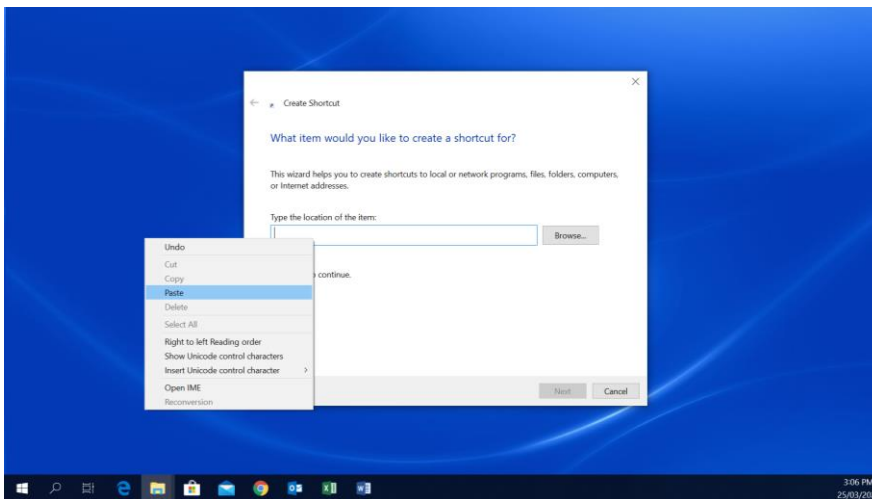 Create Shortcut
What item would you like to create a shortcut for?
This wizard helps you to create shortcuts to local or network programs, files, folders, computers,
or Internet addresses.
Type the location of the item:
Browse...
Undo
Cut
continue.
Copy
Paste
Delete
Select All
Right to left Reading order
Show Unicode control characters
Insert Unicode control character
Open IME
Next
Cancel
Reconversion
3:06 PM
25/03/20